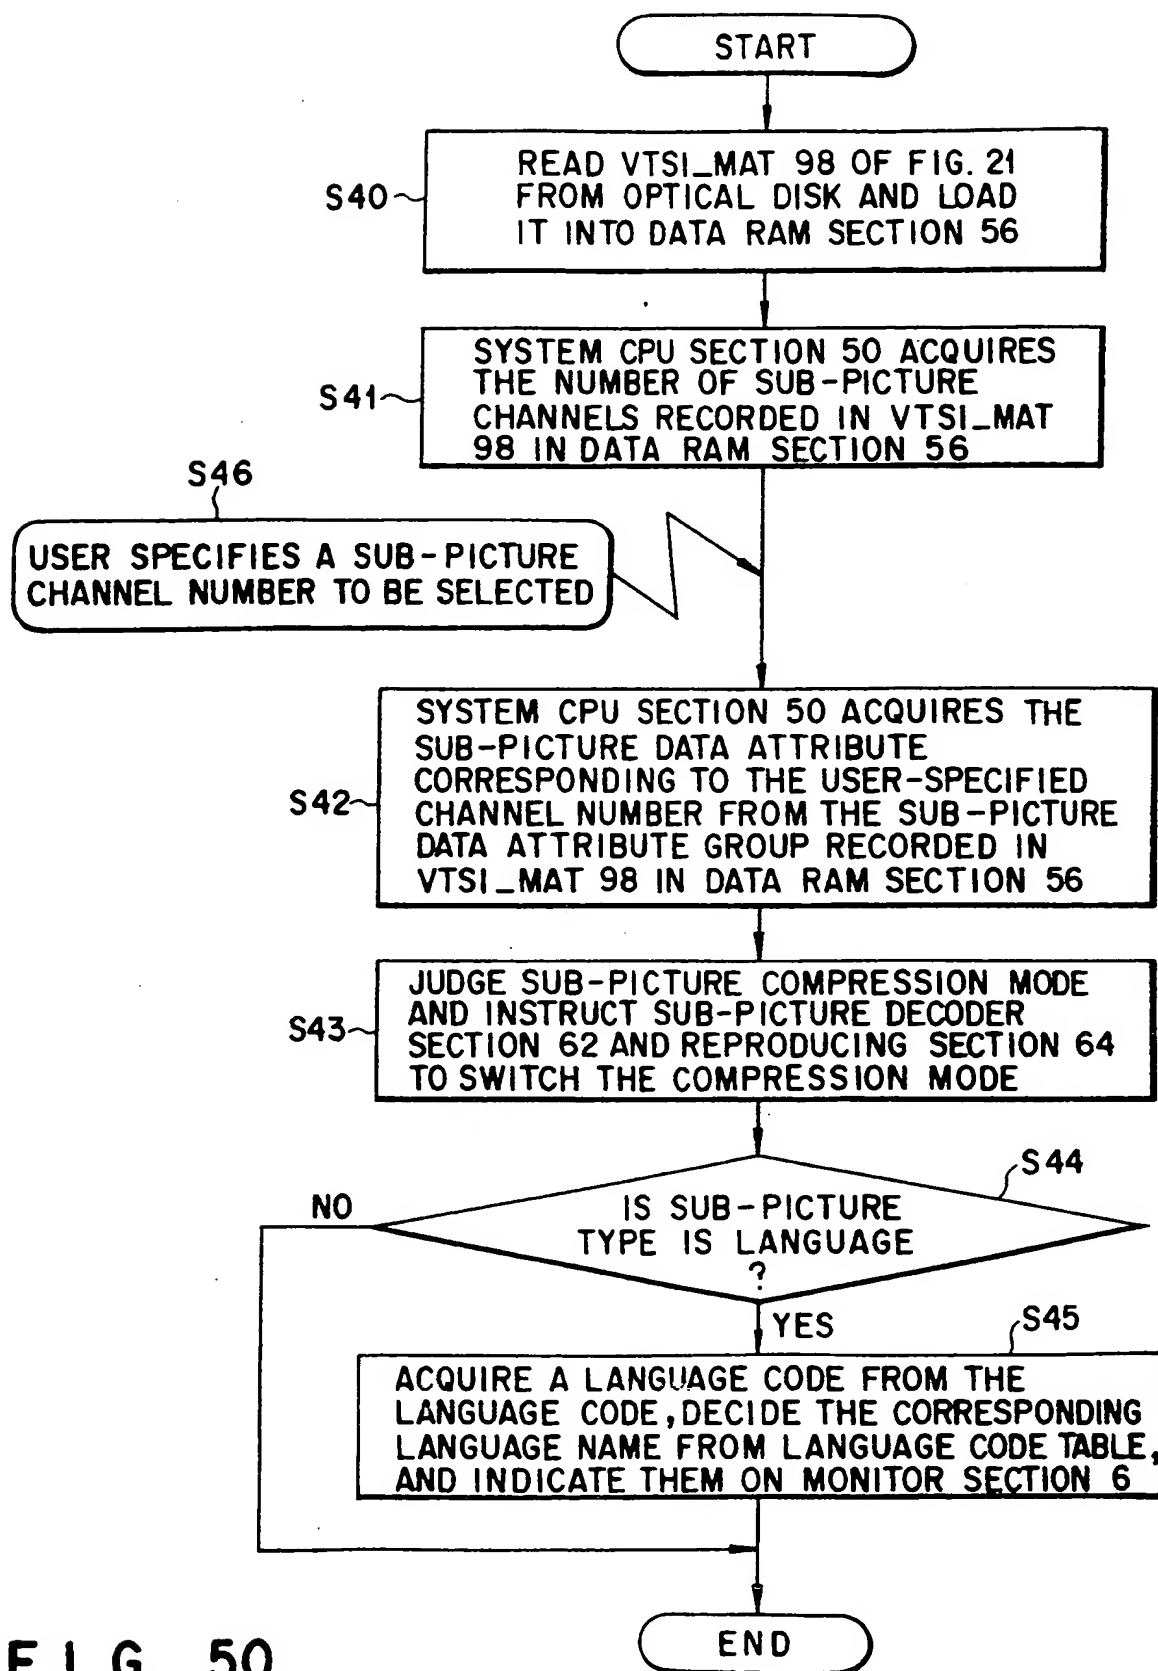 START
READ VTSI_MAT 98 OF FIG. 21
FROM OPTICAL DISK AND LOAD
IT INTO DATA RAM SECTION 56
S40
SYSTEM CPU SECTION 50 ACQUIRES
THE NUMBER OF SUB-PICTURE
CHANNELS RECORDED IN VTSI_MAT
98 IN DATA RAM SECTION 56
S41
S46
USER SPECIFIES A SUB-PICTURE
CHANNEL NUMBER TO BE SELECTED
SYSTEM CPU SECTION 50 ACQUIRES THE
SUB-PICTURE DATA ATTRIBUTE
CORRESPONDING TO THE USER-SPECIFIED
CHANNEL NUMBER FROM THE SUB-PICTURE
DATA ATTRIBUTE GROUP RECORDED IN
VTSI_MAT 98 IN DATA RAM SECTION 56
S42
JUDGE SUB-PICTURE COMPRESSION MODE
AND INSTRUCT SUB-PICTURE DECODER
SECTION 62 AND REPRODUCING SECTION 64
TO SWITCH THE COMPRESSION MODE
S43
S44
NO
IS SUB-PICTURE
TYPE IS LANGUAGE
?
YES
S45
ACQUIRE A LANGUAGE CODE FROM THE
LANGUAGE CODE, DECIDE THE CORRESPONDING
LANGUAGE NAME FROM LANGUAGE CODE TABLE,
AND INDICATE THEM ON MONITOR SECTION 6
END
FIG. 50